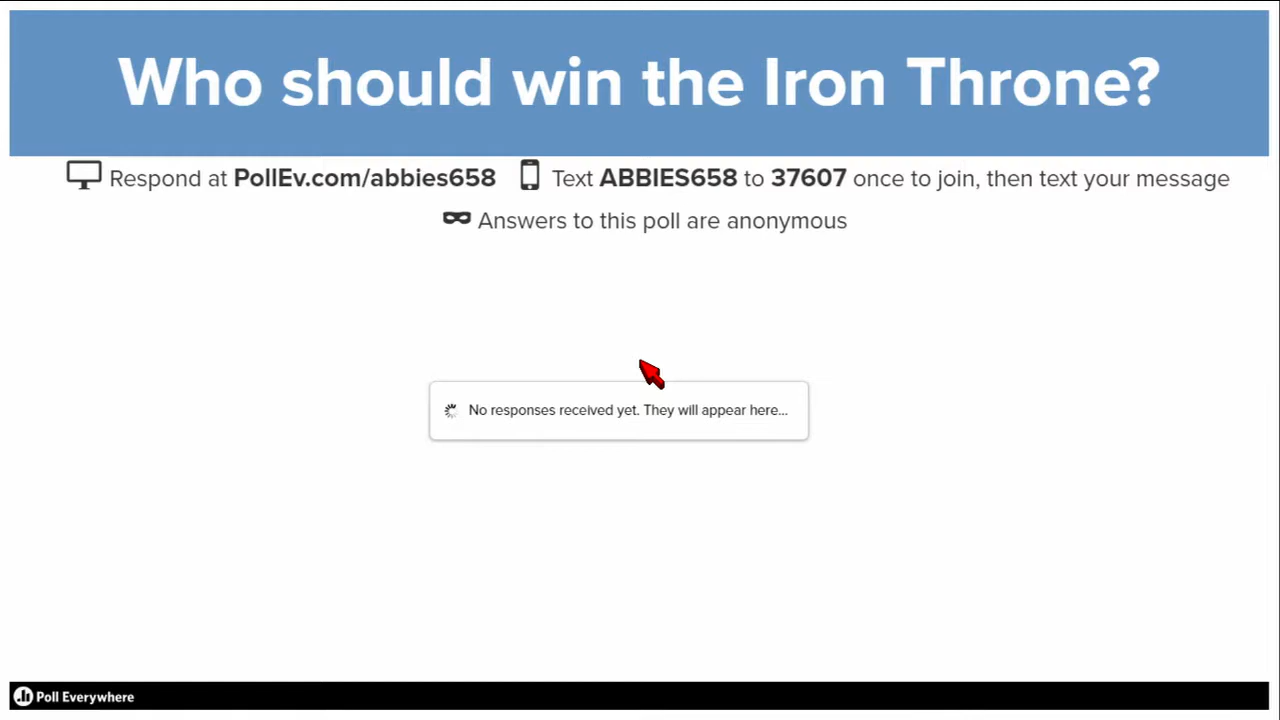 Who should win the Iron Throne?
Respond at PollEv.com/abbies658 Text ABBIES658 to 37607 once to join, then text your message
Answers to this poll are anonymous
No responses received yet. They will appear here...
Poll Everywhere